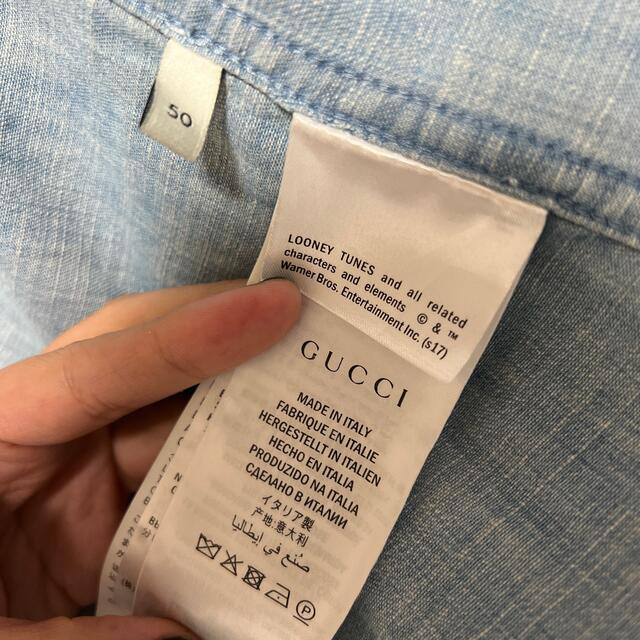 50
LOONEY TUNES and all related
characters and elements © & ™
Warner Bros. Entertainment Inc. (s17)
GUCCI
MADE IN ITALY
FABRIQUE EN ITALIE
HERGESTELLT IN ITALIEN
HECHO EN ITALIA
PRODUZIDO NA ITALIA
СДЕЛАНО В ИТАЛИИ
イタリア製
产地:意大利
صنع في إيطاليا
P